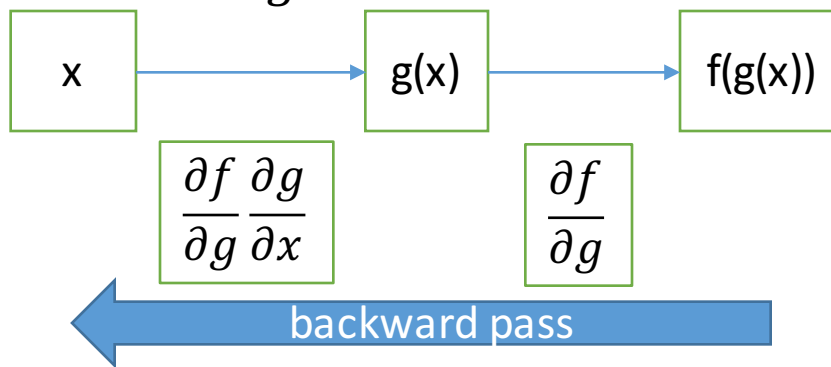 g
x g(x) f(g(x))
∂f/∂g ∂g/∂x ∂f/∂g
backward pass